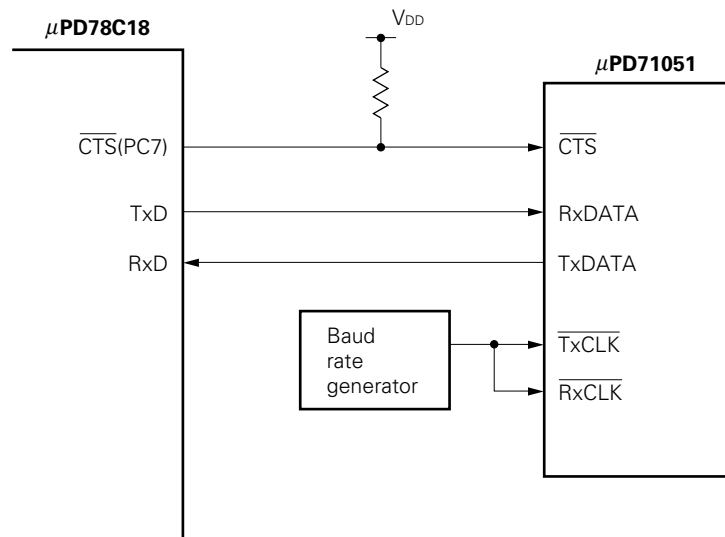 μPD78C18
VDD
μPD71051
CTS(PC7)
CTS
TxD
RxDATA
RxD
TxDATA
Baud
rate
generator
TxCLK
RxCLK